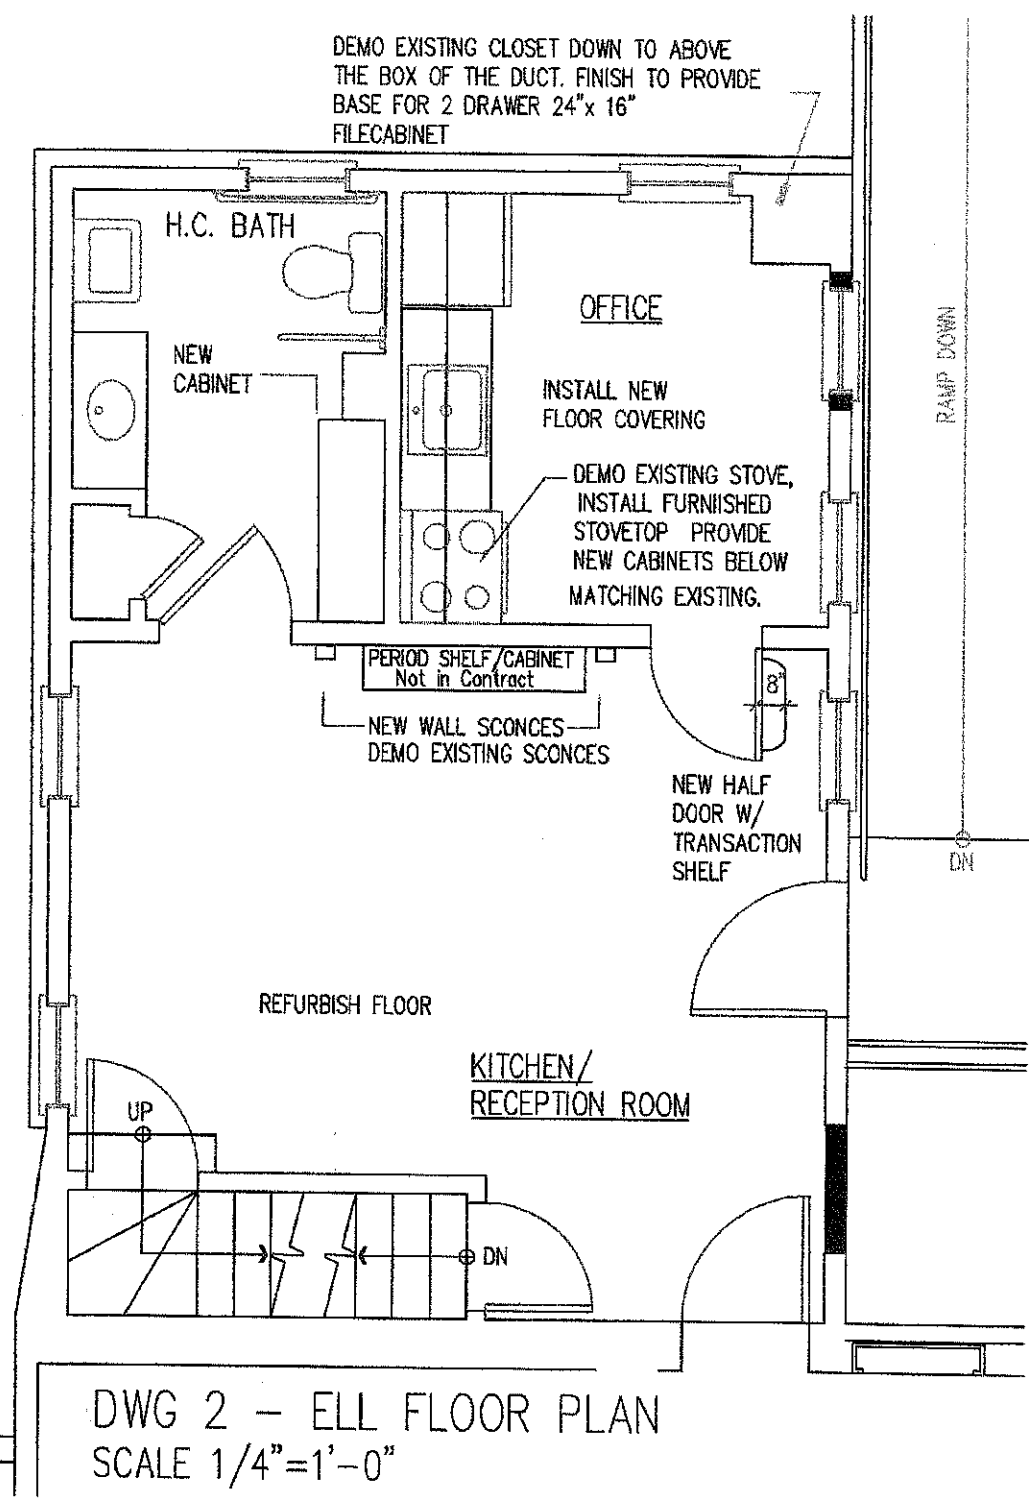 DEMO EXISTING CLOSET DOWN TO ABOVE
THE BOX OF THE DUCT. FINISH TO PROVIDE
BASE FOR 2 DRAWER 24"x 16"
FILECABINET
H.C. BATH
OFFICE
RAMP DOWN
NEW
CABINET
INSTALL NEW
FLOOR COVERING
DEMO EXISTING STOVE,
INSTALL FURNIISHED
STOVETOP PROVIDE
NEW CABINETS BELOW
MATCHING EXISTING.
PERIOD SHELF/CABINET
Not in Contract
8"
NEW WALL SCONCES
DEMO EXISTING SCONCES
NEW HALF
DOOR W/
TRANSACTION
SHELF
DN
REFURBISH FLOOR
KITCHEN/
RECEPTION ROOM
UP
DN
DWG 2 - ELL FLOOR PLAN
SCALE 1/4"=1'-0"